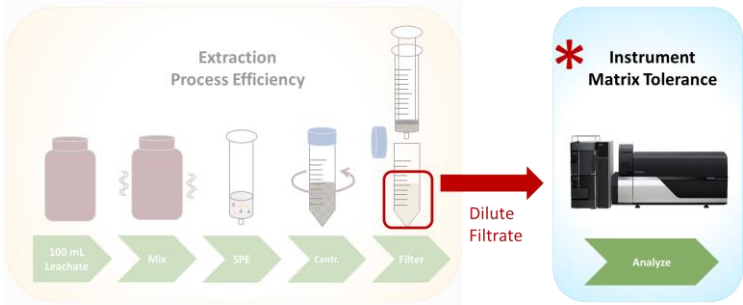 Extraction
Process Efficiency
100 mL
Leachate
Mix
SPE
Centr.
Filter
Dilute
Filtrate
*
Instrument
Matrix Tolerance
Analyze